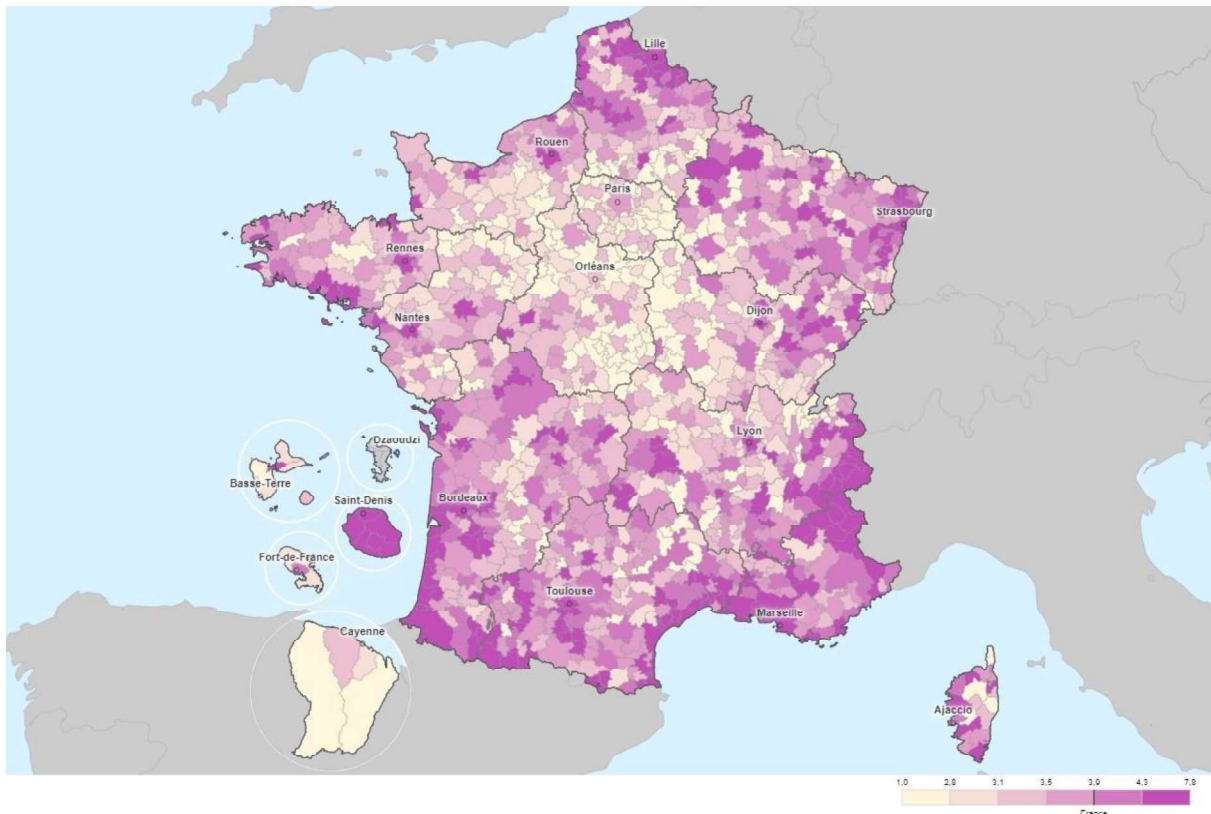 Lille
Rouen
Paris
Strasbourg
Rennes
Orléans
Dijon
Nantes
Dzaoudzi
Lyon
Basse-Terre
Saint-Denis
Bordeaux
Fort-de-France
Toulouse
Marseille
Cayenne
Ajaccio
1.0 2.8 3.1 3.5 3.9 4.3 7.8
France